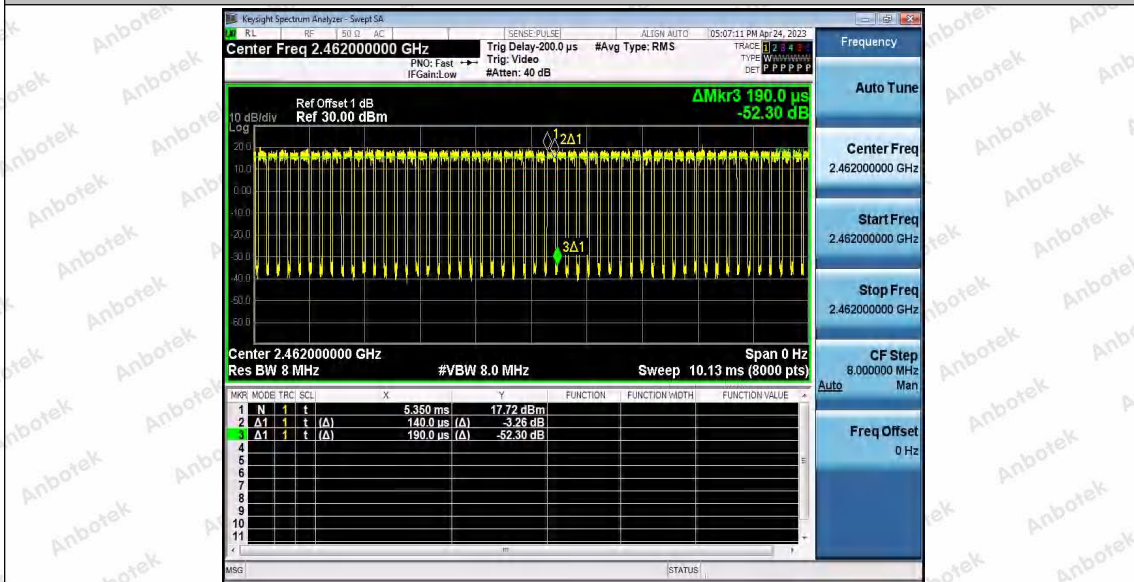 Keysight Spectrum Analyzer - Swept SA
RL RF 50 Ω AC SENSE:PULSE ALIGN AUTO 05:07:11 PM Apr 24, 2023
Center Freq 2.462000000 GHz
PNO: Fast
IFGain:Low
Trig Delay-200.0 µs
Trig: Video
#Atten: 40 dB
#Avg Type: RMS
TRACE 1 2 3 4 5 6
TYPE
DET P P P P P P
Ref Offset 1 dB
10 dB/div Ref 30.00 dBm
Log
ΔMkr3 190.0 µs
-52.30 dB
20.0
10.0
0.00
-10.0
-20.0
-30.0
-40.0
-50.0
-60.0
1
2Δ1
3Δ1
Center 2.462000000 GHz Span 0 Hz
Res BW 8 MHz #VBW 8.0 MHz Sweep 10.13 ms (8000 pts)
MKR MODE TRC SCL X Y FUNCTION FUNCTION WIDTH FUNCTION VALUE
1 N 1 t 5.350 ms 17.72 dBm
2 Δ1 1 t (Δ) 140.0 µs (Δ) -3.26 dB
3 Δ1 1 t (Δ) 190.0 µs (Δ) -52.30 dB
4
5
6
7
8
9
10
11
MSG STATUS
Frequency
Auto Tune
Center Freq
2.462000000 GHz
Start Freq
2.462000000 GHz
Stop Freq
2.462000000 GHz
CF Step
8.000000 MHz
Auto Man
Freq Offset
0 Hz
Anbotek